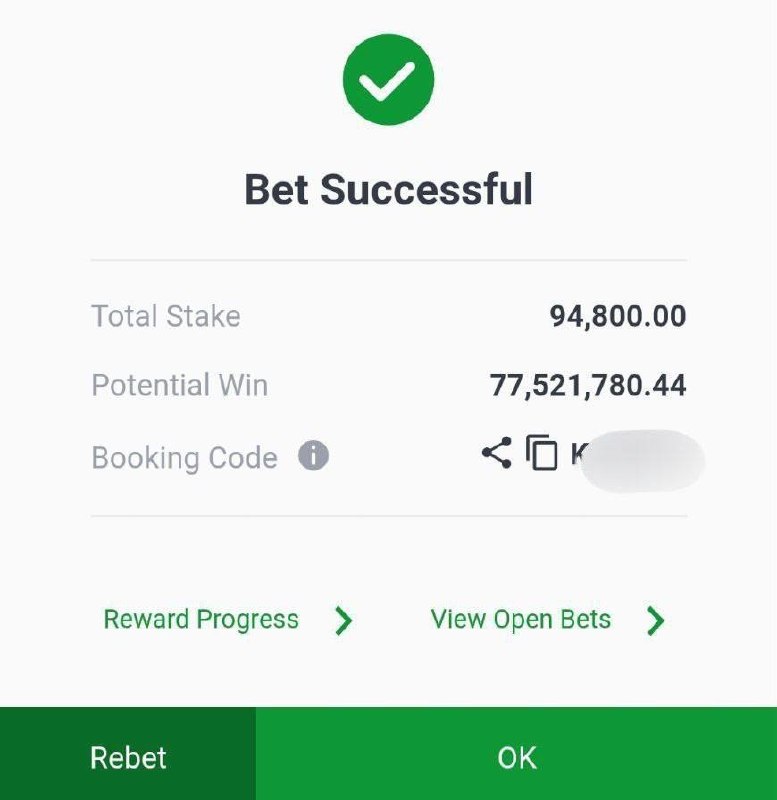 Bet Successful
Total Stake 94,800.00
Potential Win 77,521,780.44
Booking Code K
Reward Progress
View Open Bets
Rebet
OK